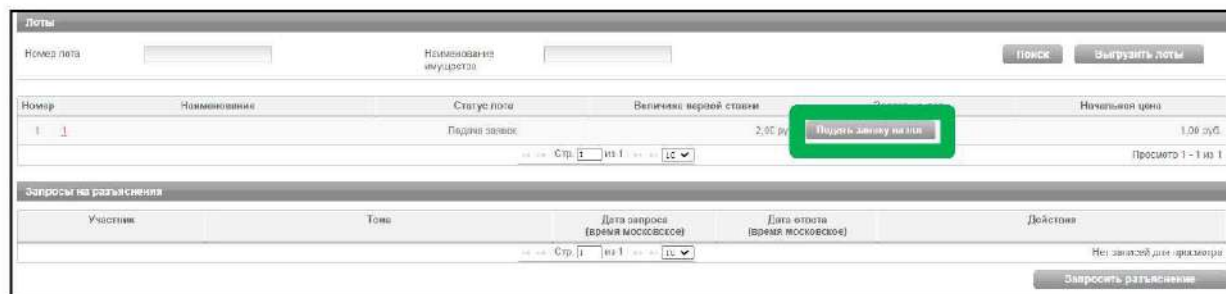 Лоты
Номер лота
Наименование имущества
Поиск
Выгрузить лоты
Номер Наименование Статус лота Величина первой ставки Начальная цена
1 1 Подача заявок 2,00 ру Подать заявку на лот 1,00 руб.
Стр. 1 из 1 10 Просмотр 1 - 1 из 1
Запросы на разъяснения
Участник Тема Дата запроса (время московское) Дата ответа (время московское) Действия
Стр. 1 из 1 10 Нет записей для просмотра
Запросить разъяснение